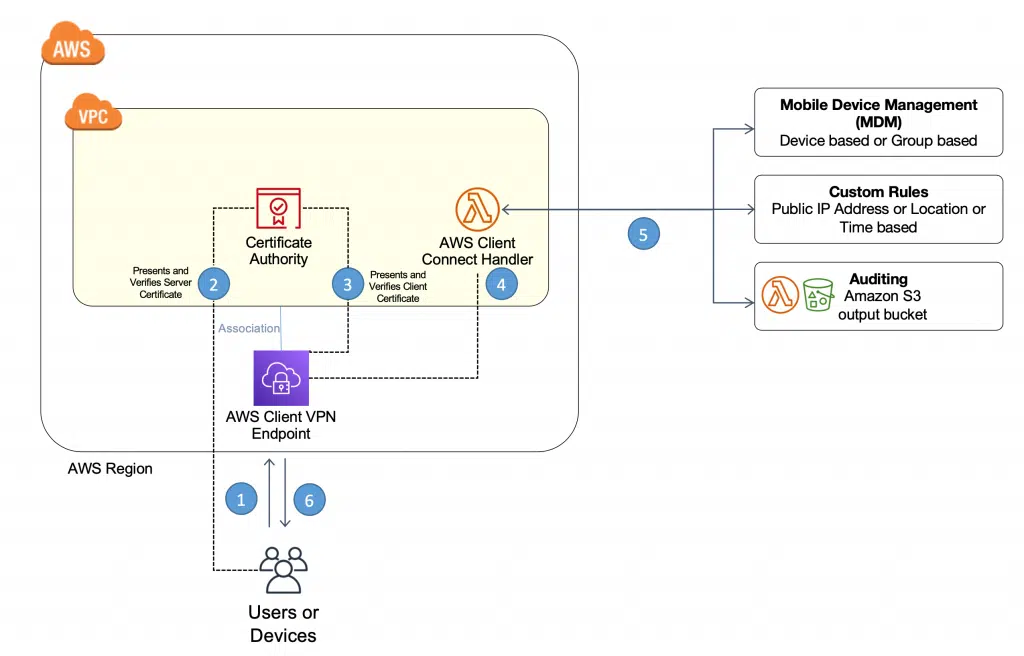 AWS
VPC
Mobile Device Management
(MDM)
Device based or Group based
Custom Rules
Public IP Address or Location or
Time based
Auditing
Amazon S3
output bucket
Certificate
Authority
AWS Client
Connect Handler
5
Presents and
Verifies Server
Certificate
2
3
Presents and
Verifies Client
Certificate
4
Association
AWS Client VPN
Endpoint
AWS Region
1
6
Users or
Devices